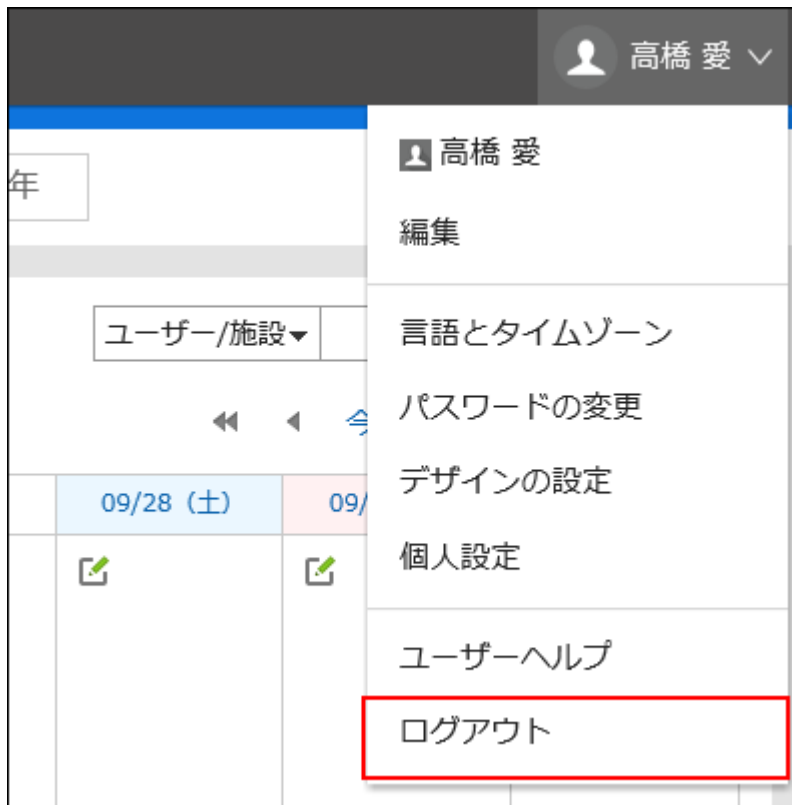 高橋 愛
高橋 愛
年
編集
ユーザー/施設
言語とタイムゾーン
パスワードの変更
今
デザインの設定
09/28（土）
09/
個人設定
ユーザーヘルプ
ログアウト